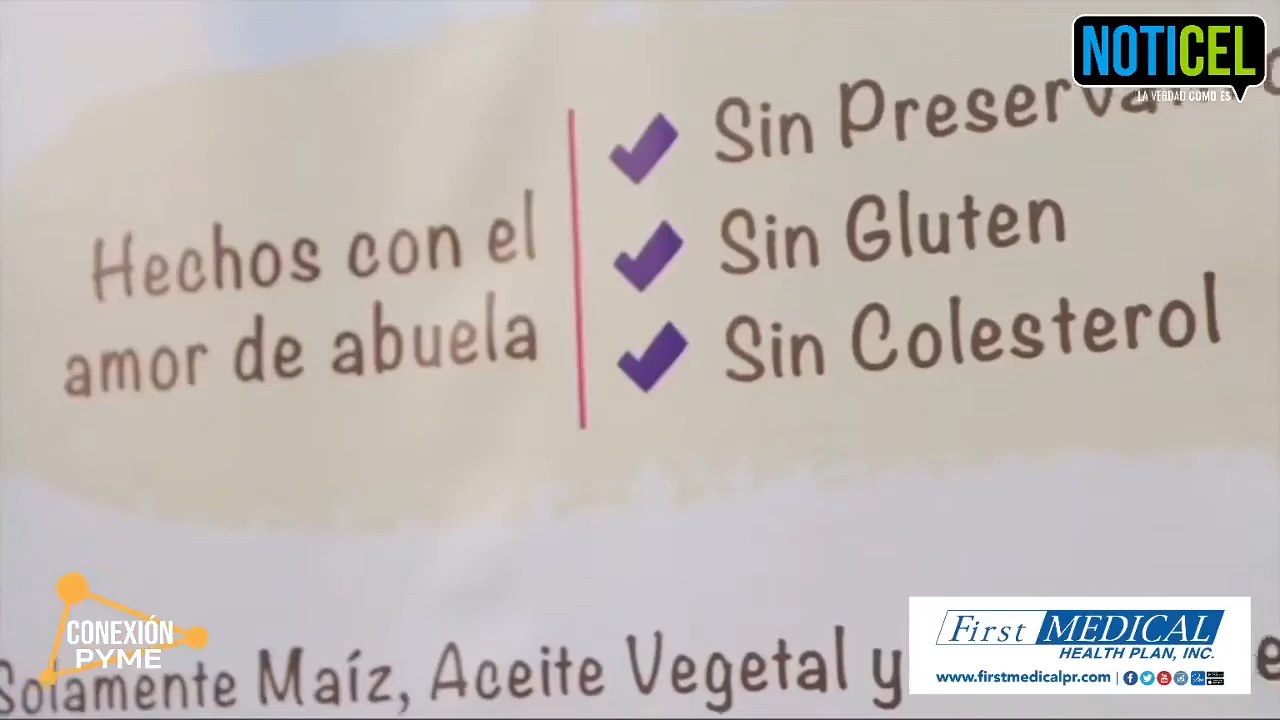 NOTICEL
LA VERDAD COMO ES
Sin
Hechos con el
amor de abuela
Sin Gluten
Sin Colesterol
CONEXIÓN
PYME
Solamente Maíz, Aceite Vegetal y
First MEDICAL
HEALTH PLAN, INC.
www.firstmedicalpr.com